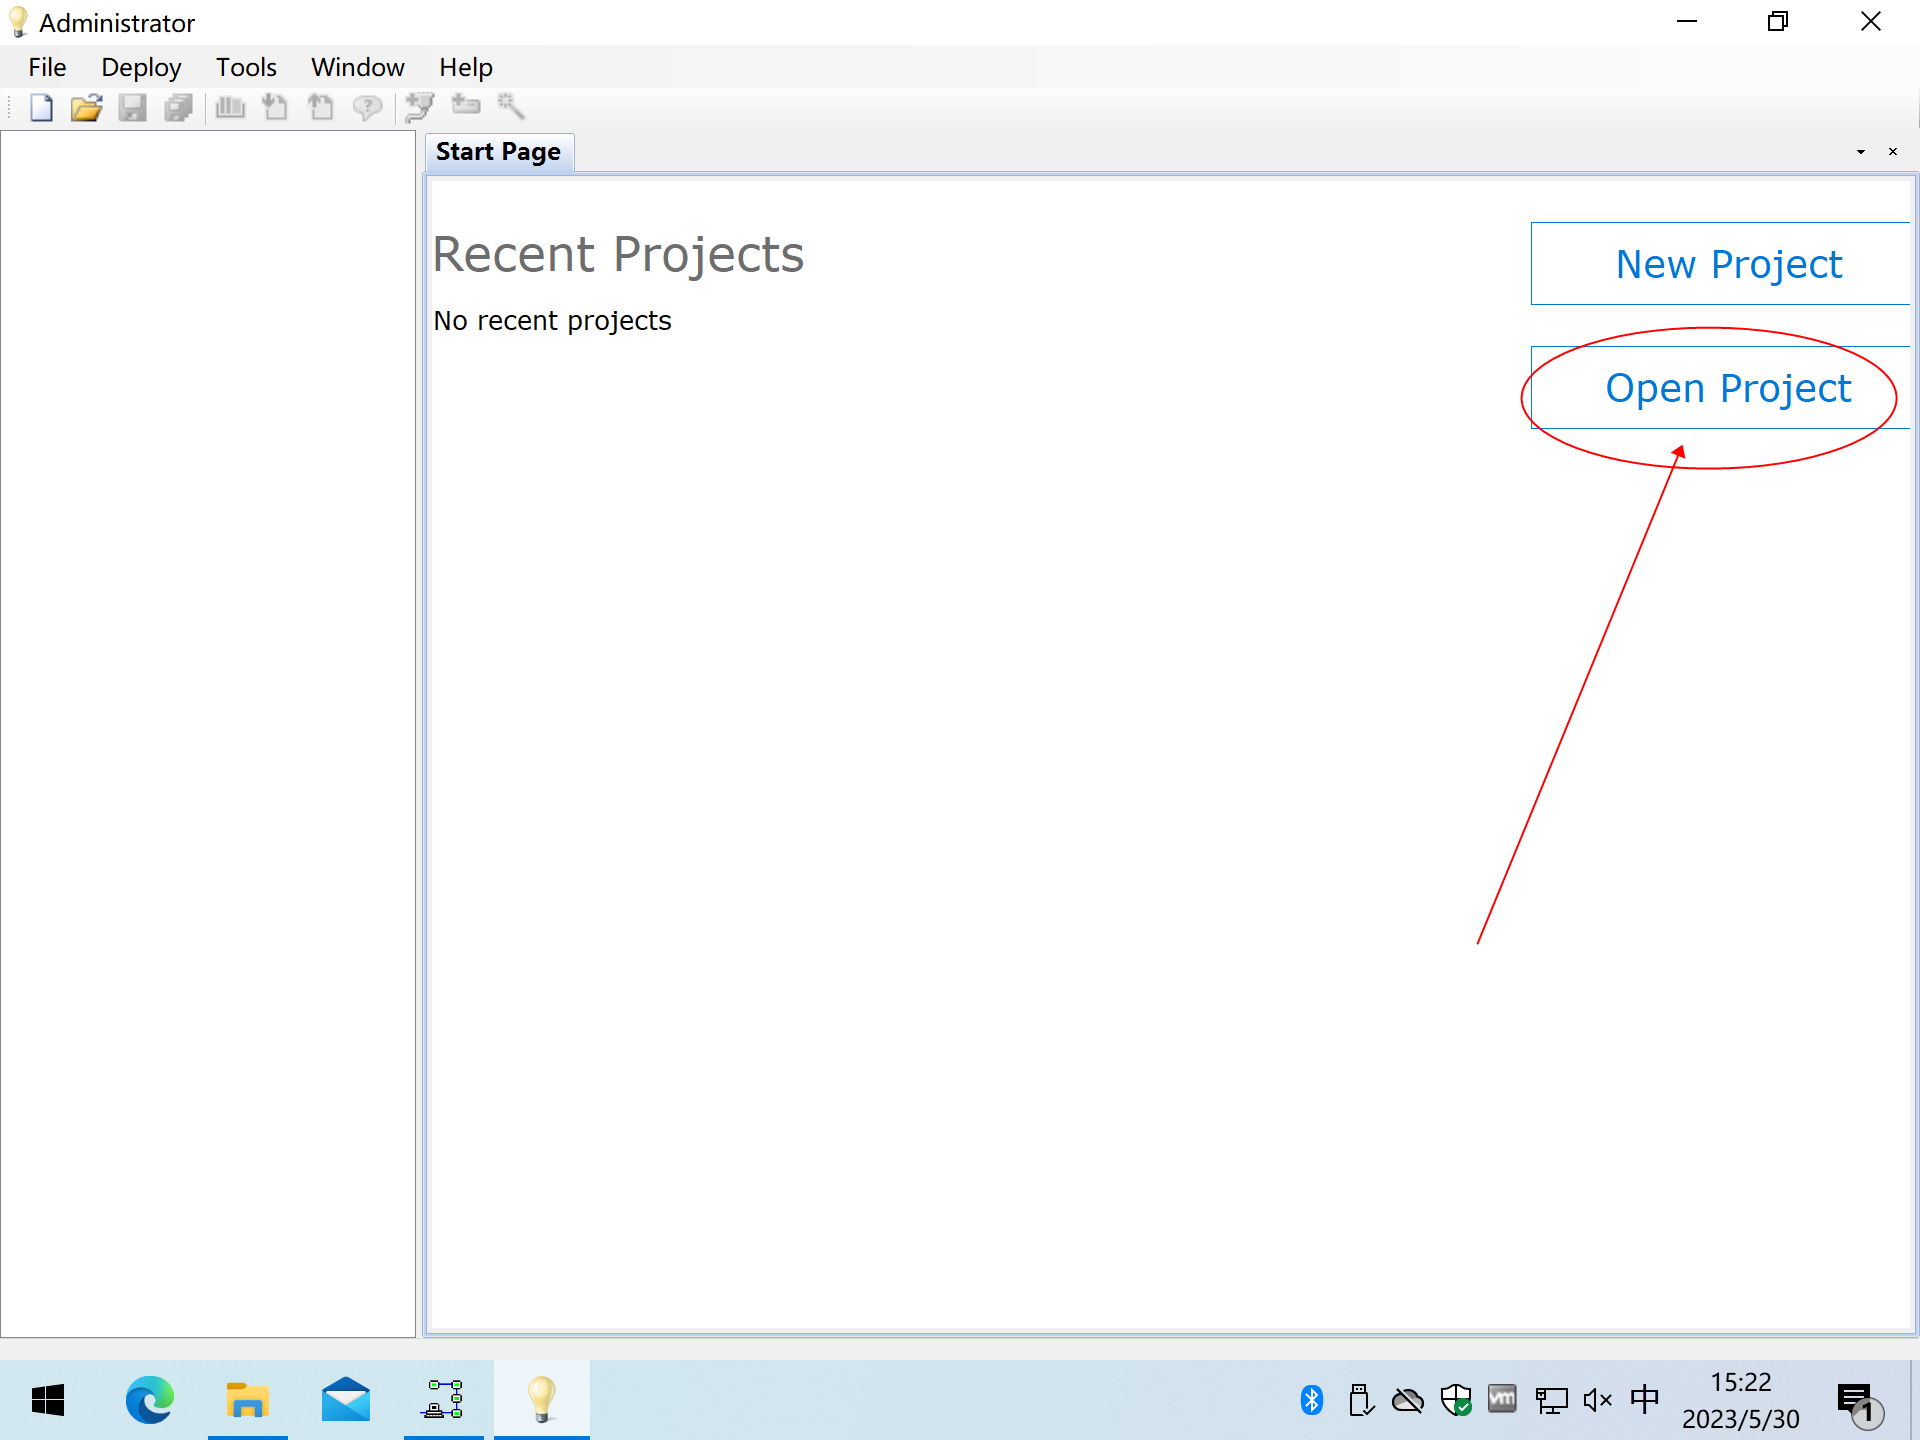 Administrator
File Deploy Tools Window Help
Start Page
Recent Projects
No recent projects
New Project
Open Project
中
15:22
2023/5/30
1